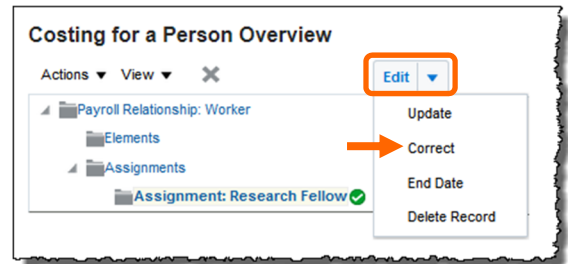 Costing for a Person Overview
Actions View
Edit
Payroll Relationship: Worker
Elements
Assignments
Assignment: Research Fellow
Update
Correct
End Date
Delete Record